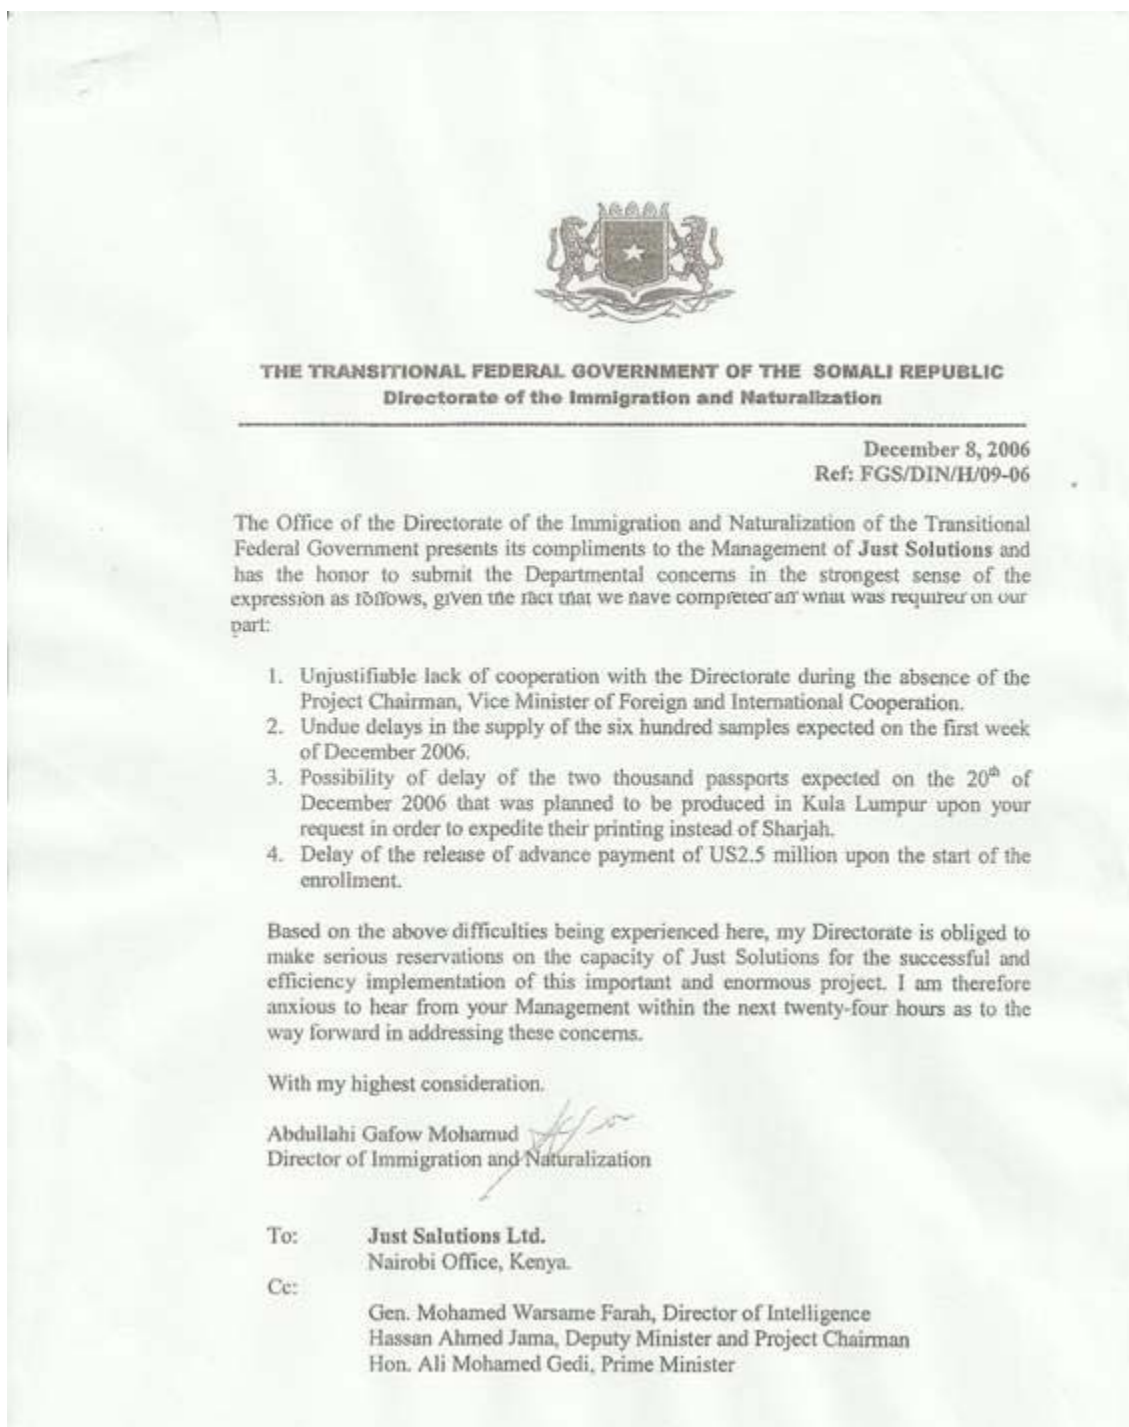 THE TRANSITIONAL FEDERAL GOVERNMENT OF THE SOMALI REPUBLIC
Directorate of the Immigration and Naturalization
December 8, 2006
Ref: FGS/DIN/H/09-06
The Office of the Directorate of the Immigration and Naturalization of the Transitional
Federal Government presents its compliments to the Management of Just Solutions and
has the honor to submit the Departmental concerns in the strongest sense of the
expression as follows, given the fact that we have completed all what was required on our
part:
1. Unjustifiable lack of cooperation with the Directorate during the absence of the
Project Chairman, Vice Minister of Foreign and International Cooperation.
2. Undue delays in the supply of the six hundred samples expected on the first week
of December 2006.
3. Possibility of delay of the two thousand passports expected on the 20th of
December 2006 that was planned to be produced in Kula Lumpur upon your
request in order to expedite their printing instead of Sharjah.
4. Delay of the release of advance payment of US2.5 million upon the start of the
enrollment.
Based on the above difficulties being experienced here, my Directorate is obliged to
make serious reservations on the capacity of Just Solutions for the successful and
efficiency implementation of this important and enormous project. I am therefore
anxious to hear from your Management within the next twenty-four hours as to the
way forward in addressing these concerns.
With my highest consideration.
Abdullahi Gafow Mohamud
Director of Immigration and Naturalization
To: Just Salutions Ltd.
Nairobi Office, Kenya.
Cc:
Gen. Mohamed Warsame Farah, Director of Intelligence
Hassan Ahmed Jama, Deputy Minister and Project Chairman
Hon. Ali Mohamed Gedi, Prime Minister